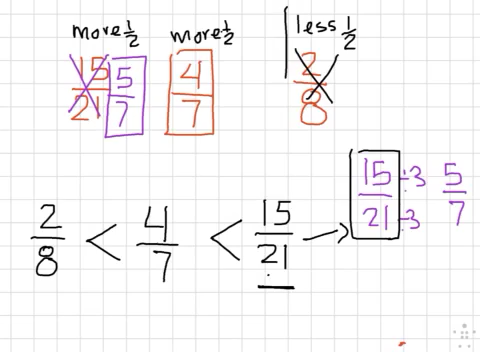 more 1/2 more 1/2 less 1/2
15/21 5/7 4/7 2/8
2/8 < 4/7 < 15/21 → 15/21 ÷3 ÷3 5/7